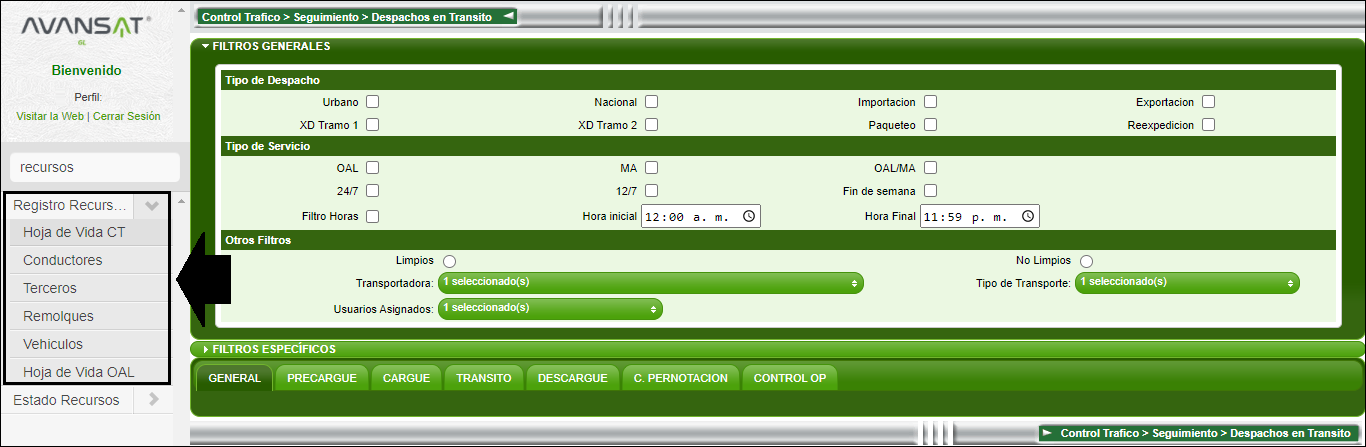 AVANSAT
GL
Bienvenido
Perfil:
Visitar la Web | Cerrar Sesión
recursos
Registro Recurs...
Hoja de Vida CT
Conductores
Terceros
Remolques
Vehiculos
Hoja de Vida OAL
Estado Recursos
Control Trafico > Seguimiento > Despachos en Transito
FILTROS GENERALES
Tipo de Despacho
Urbano Nacional Importacion Exportacion
XD Tramo 1 XD Tramo 2 Paqueteo Reexpedicion
Tipo de Servicio
OAL MA OAL/MA
24/7 12/7 Fin de semana
Filtro Horas Hora inicial 12:00 a. m. Hora Final 11:59 p. m.
Otros Filtros
Limpios No Limpios
Transportadora: 1 seleccionado(s) Tipo de Transporte: 1 seleccionado(s)
Usuarios Asignados: 1 seleccionado(s)
FILTROS ESPECÍFICOS
GENERAL PRECARGUE CARGUE TRANSITO DESCARGUE C. PERNOTACION CONTROL OP
Control Trafico > Seguimiento > Despachos en Transito